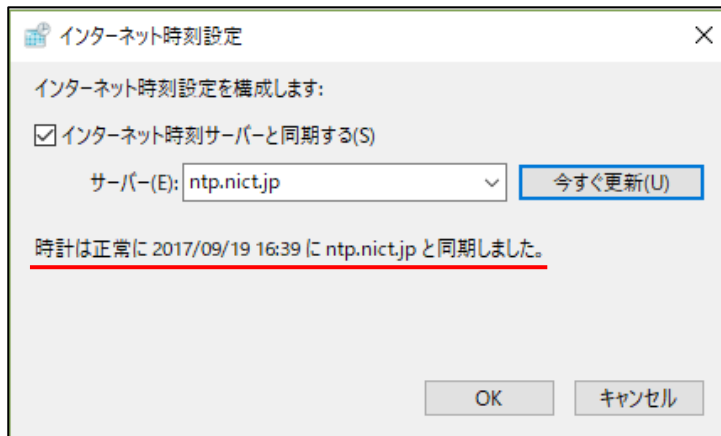 インターネット時刻設定
インターネット時刻設定を構成します:
インターネット時刻サーバーと同期する(S)
サーバー(E): ntp.nict.jp 今すぐ更新(U)
時計は正常に 2017/09/19 16:39 に ntp.nict.jp と同期しました。
OK キャンセル